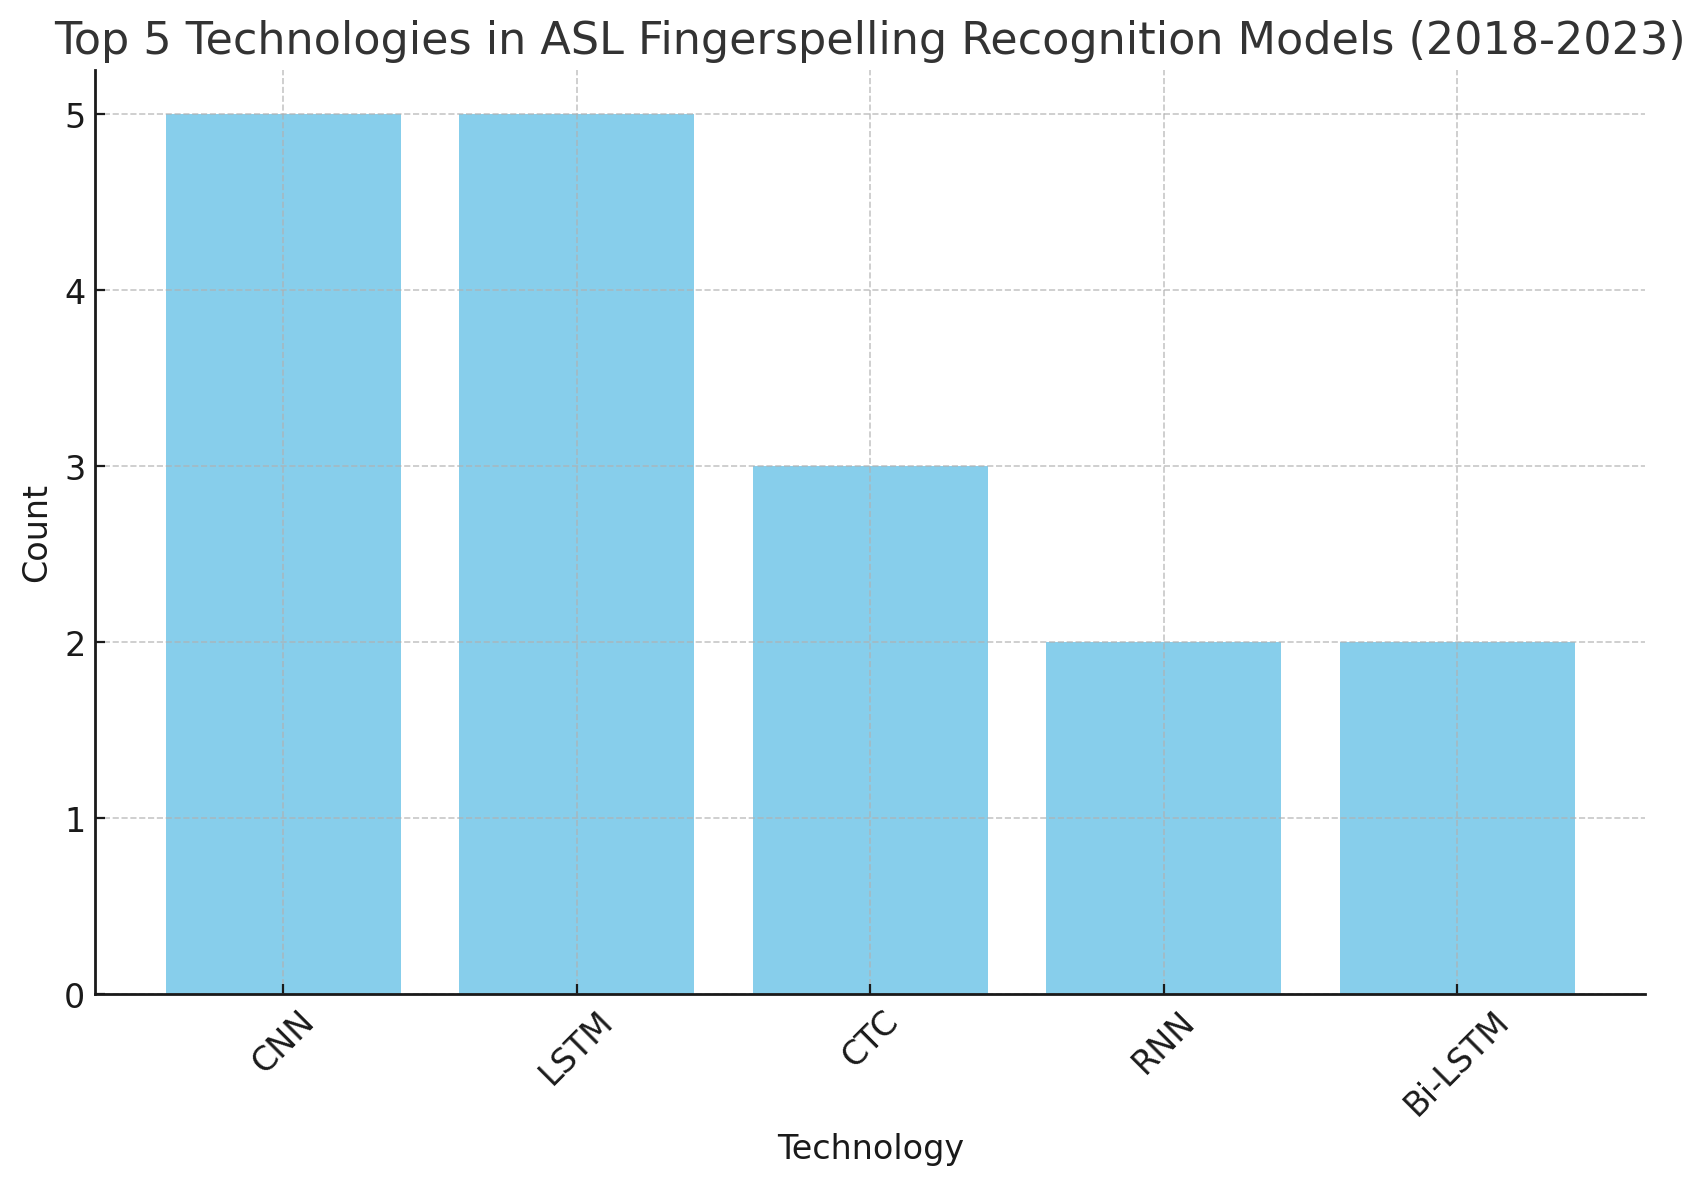 Top 5 Technologies in ASL Fingerspelling Recognition Models (2018-2023)
5
4
3
2
1
0
Count
CNN
LSTM
CTC
RNN
Bi-LSTM
Technology